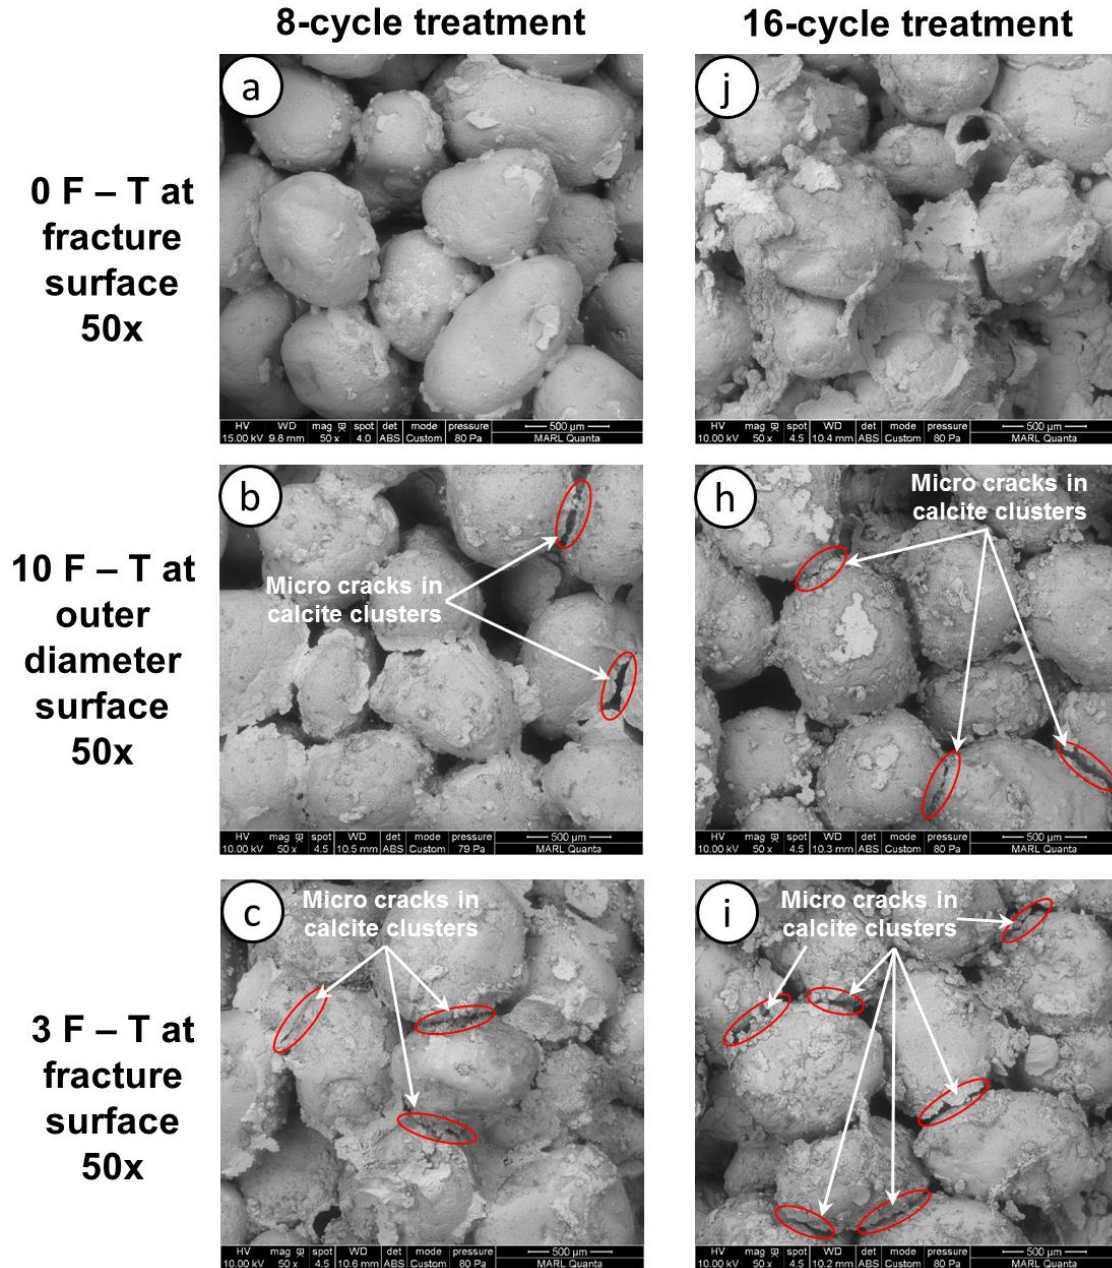 8-cycle treatment
16-cycle treatment
0 F – T at
fracture
surface
50x
a
HV WD mag spot det mode pressure 500 µm
15.00 kV 9.8 mm 50 x 4.0 ABS Custom 80 Pa MARL Quanta
j
HV mag spot WD det mode pressure 500 µm
10.00 kV 50 x 4.5 10.4 mm ABS Custom 80 Pa MARL Quanta
10 F – T at
outer
diameter
surface
50x
b
Micro cracks in
calcite clusters
HV mag spot WD det mode pressure 500 µm
10.00 kV 50 x 4.5 10.5 mm ABS Custom 79 Pa MARL Quanta
h
Micro cracks in
calcite clusters
HV mag spot WD det mode pressure 500 µm
10.00 kV 50 x 4.5 10.3 mm ABS Custom 80 Pa MARL Quanta
3 F – T at
fracture
surface
50x
c
Micro cracks in
calcite clusters
HV mag spot WD det mode pressure 500 µm
10.00 kV 50 x 4.5 10.6 mm ABS Custom 80 Pa MARL Quanta
i
Micro cracks in
calcite clusters
HV mag spot WD det mode pressure 500 µm
10.00 kV 50 x 4.5 10.2 mm ABS Custom 80 Pa MARL Quanta